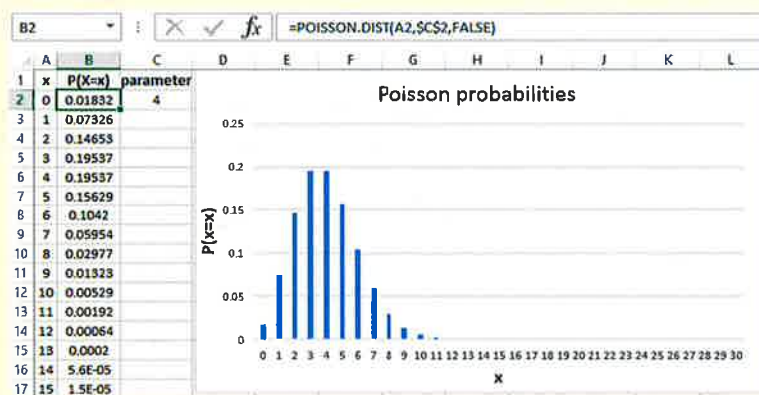 B2 fx =POISSON.DIST(A2,$C$2,FALSE)
A B C D E F G H I J K L
1 x P(X=x) parameter
2 0 0.01832 4
3 1 0.07326
4 2 0.14653
5 3 0.19537
6 4 0.19537
7 5 0.15629
8 6 0.1042
9 7 0.05954
10 8 0.02977
11 9 0.01323
12 10 0.00529
13 11 0.00192
14 12 0.00064
15 13 0.0002
16 14 5.6E-05
17 15 1.5E-05
Poisson probabilities
0.25
0.2
0.15
0.1
0.05
0
P(x=x)
0 1 2 3 4 5 6 7 8 9 10 11 12 13 14 15 16 17 18 19 20 21 22 23 24 25 26 27 28 29 30
x